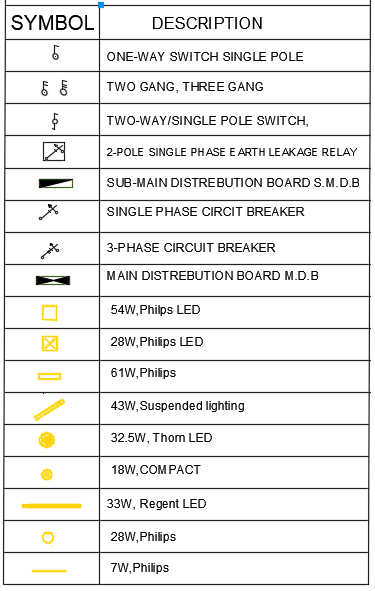 SYMBOL DESCRIPTION
ONE-WAY SWITCH SINGLE POLE
TWO GANG, THREE GANG
TWO-WAY/SINGLE POLE SWITCH,
2-POLE SINGLE PHASE EARTH LEAKAGE RELAY
SUB-MAIN DISTREBUTION BOARD S.M.D.B
SINGLE PHASE CIRCIT BREAKER
3-PHASE CIRCUIT BREAKER
MAIN DISTREBUTION BOARD M.D.B
54W,Philps LED
28W,Philps LED
61W,Philips
43W,Suspended lighting
32.5W, Thorn LED
18W,COMPACT
33W, Regent LED
28W,Philips
7W,Philips